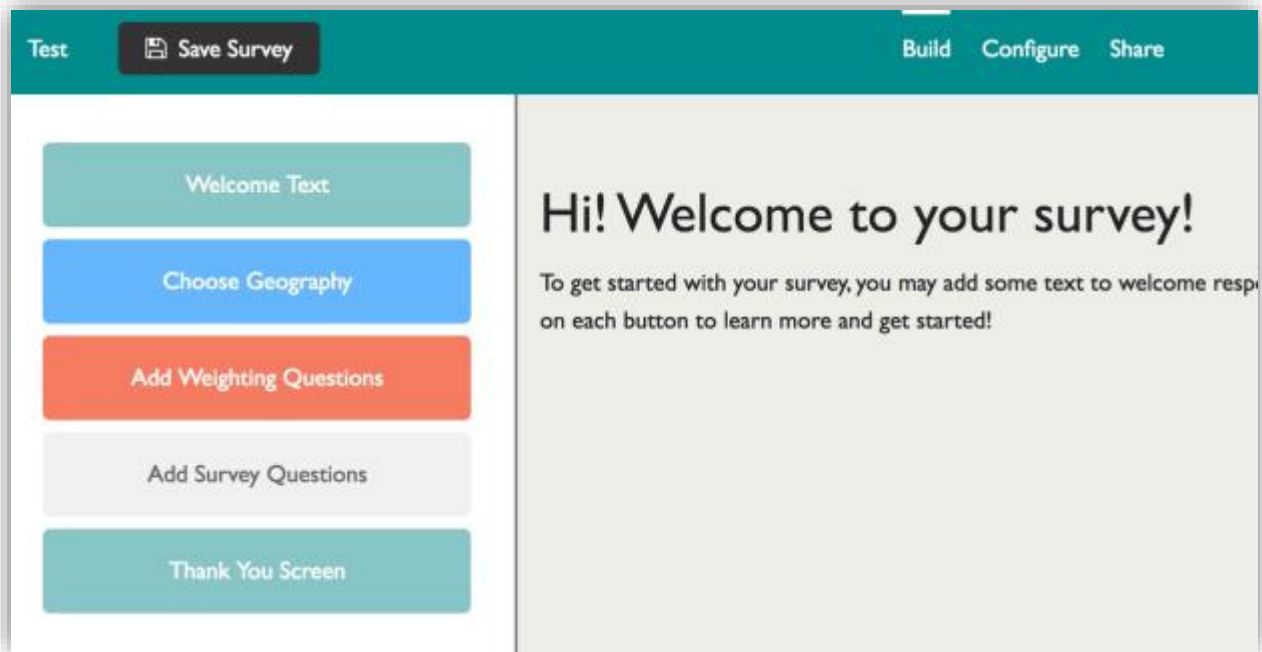 Test Save Survey Build Configure Share
Welcome Text
Choose Geography
Add Weighting Questions
Add Survey Questions
Thank You Screen
Hi! Welcome to your survey!
To get started with your survey, you may add some text to welcome
on each button to learn more and get started!